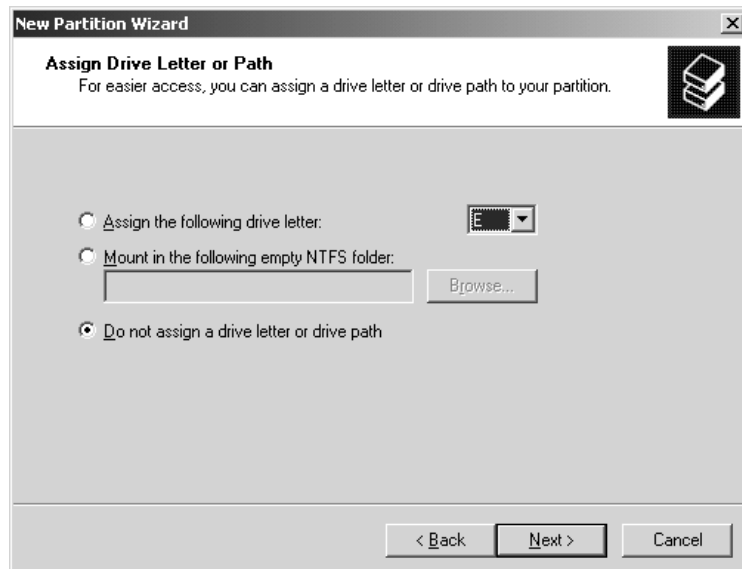 New Partition Wizard
Assign Drive Letter or Path
For easier access, you can assign a drive letter or drive path to your partition.
Assign the following drive letter: E
Mount in the following empty NTFS folder:
Browse...
Do not assign a drive letter or drive path
< Back Next > Cancel